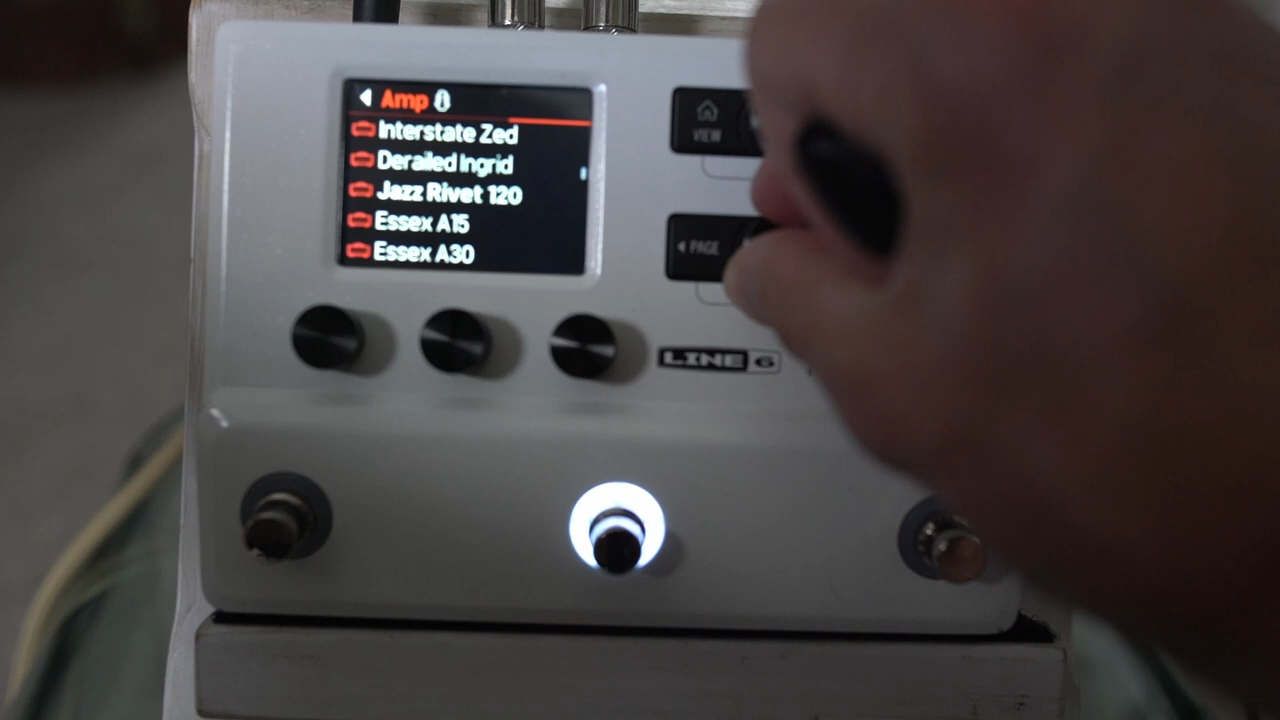 Amp
Interstate Zed
Derailed Ingrid
Jazz Rivet 120
Essex A15
Essex A30
VIEW
PAGE
LINE 6